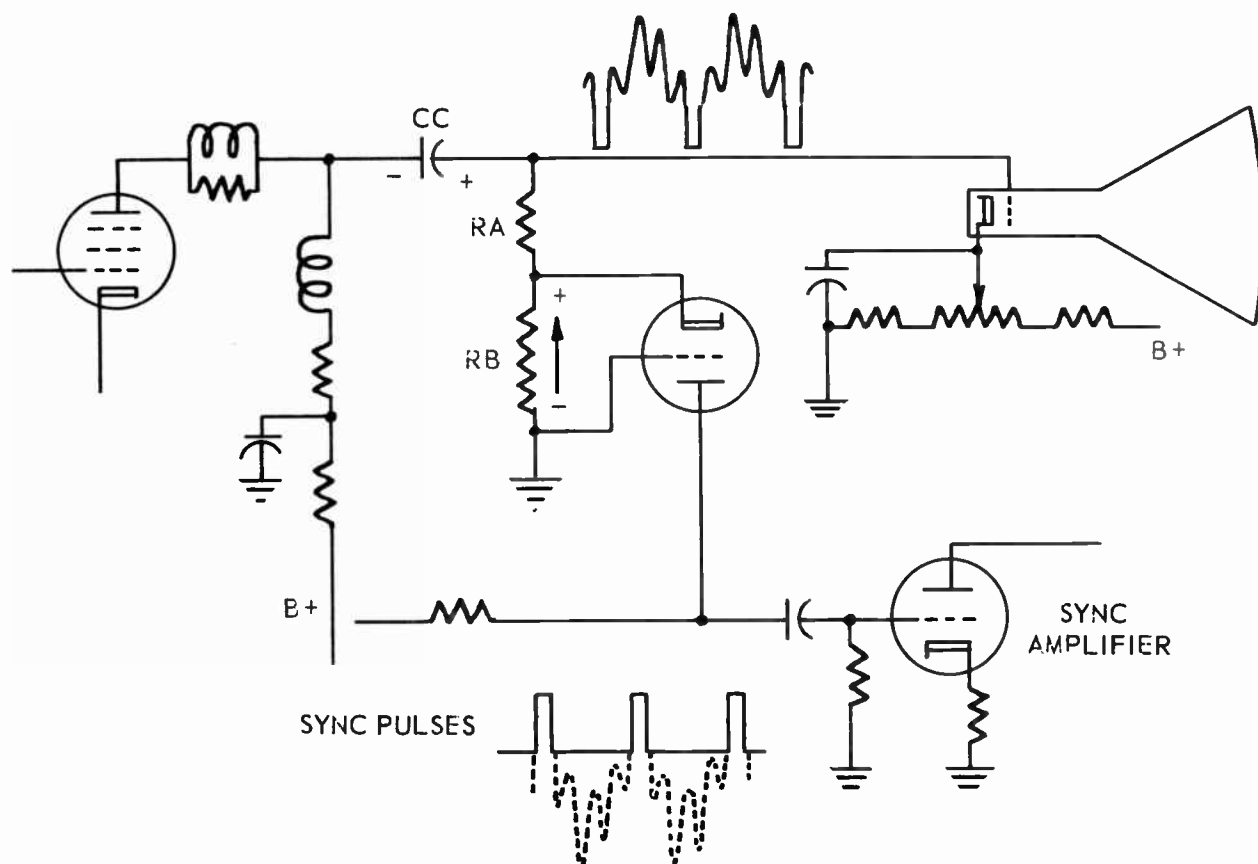 CC
RA
+
-
+
RB
-
B+
B+
SYNC
AMPLIFIER
SYNC PULSES